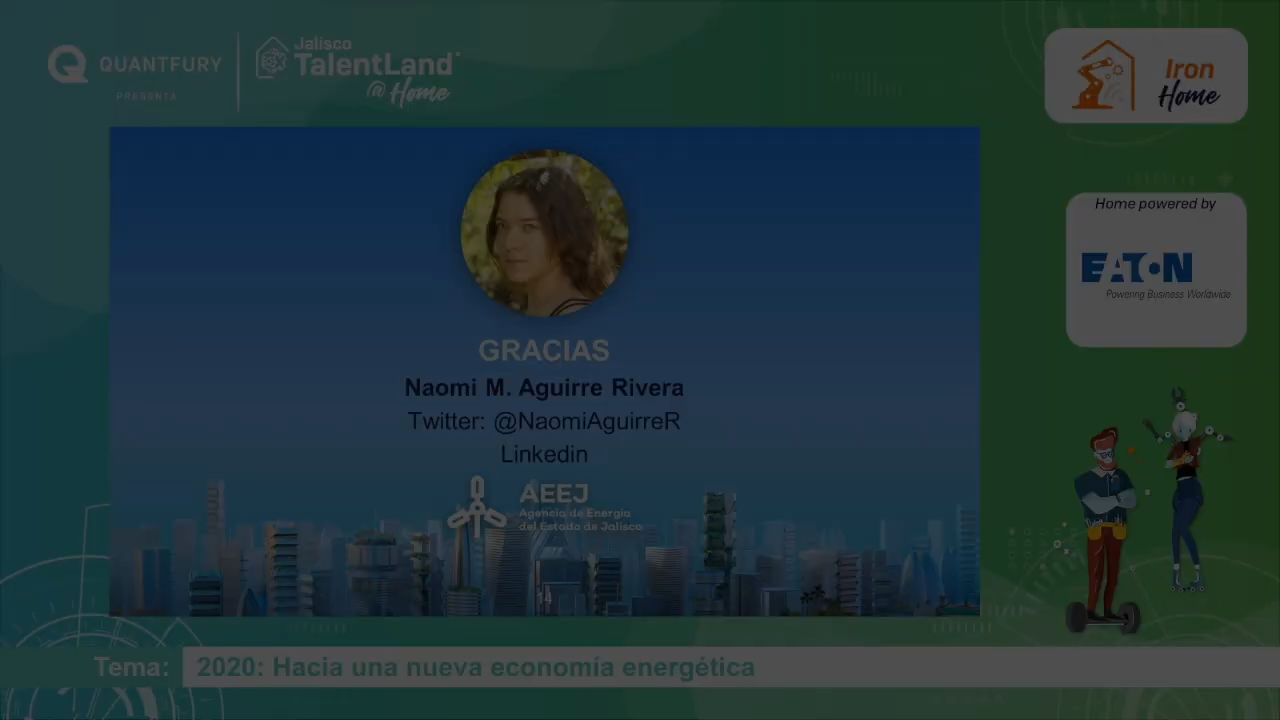 QUANTFURY
PRESENTA
Jalisco
TalentLand
@Home
Iron
Home
Home powered by
EATON
Powering Business Worldwide
GRACIAS
Naomi M. Aguirre Rivera
Twitter: @NaomiAguirreR
Linkedin
AEEJ
Agencia de Energía
del Estado de Jalisco
14
Tema: 2020: Hacia una nueva economía energética